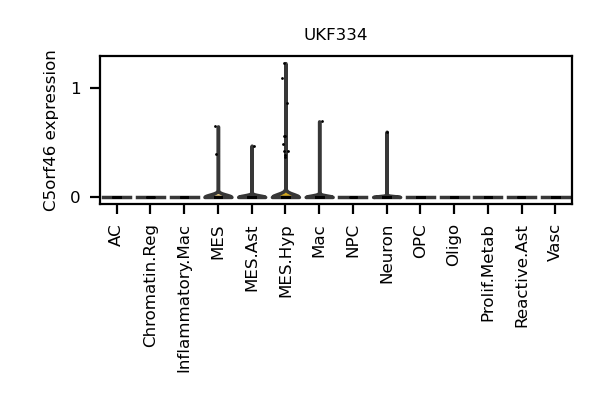 UKF334
C5orf46 expression
1
0
AC
Chromatin.Reg
Inflammatory.Mac
MES
MES.Ast
MES.Hyp
Mac
NPC
Neuron
OPC
Oligo
Prolif.Metab
Reactive.Ast
Vasc